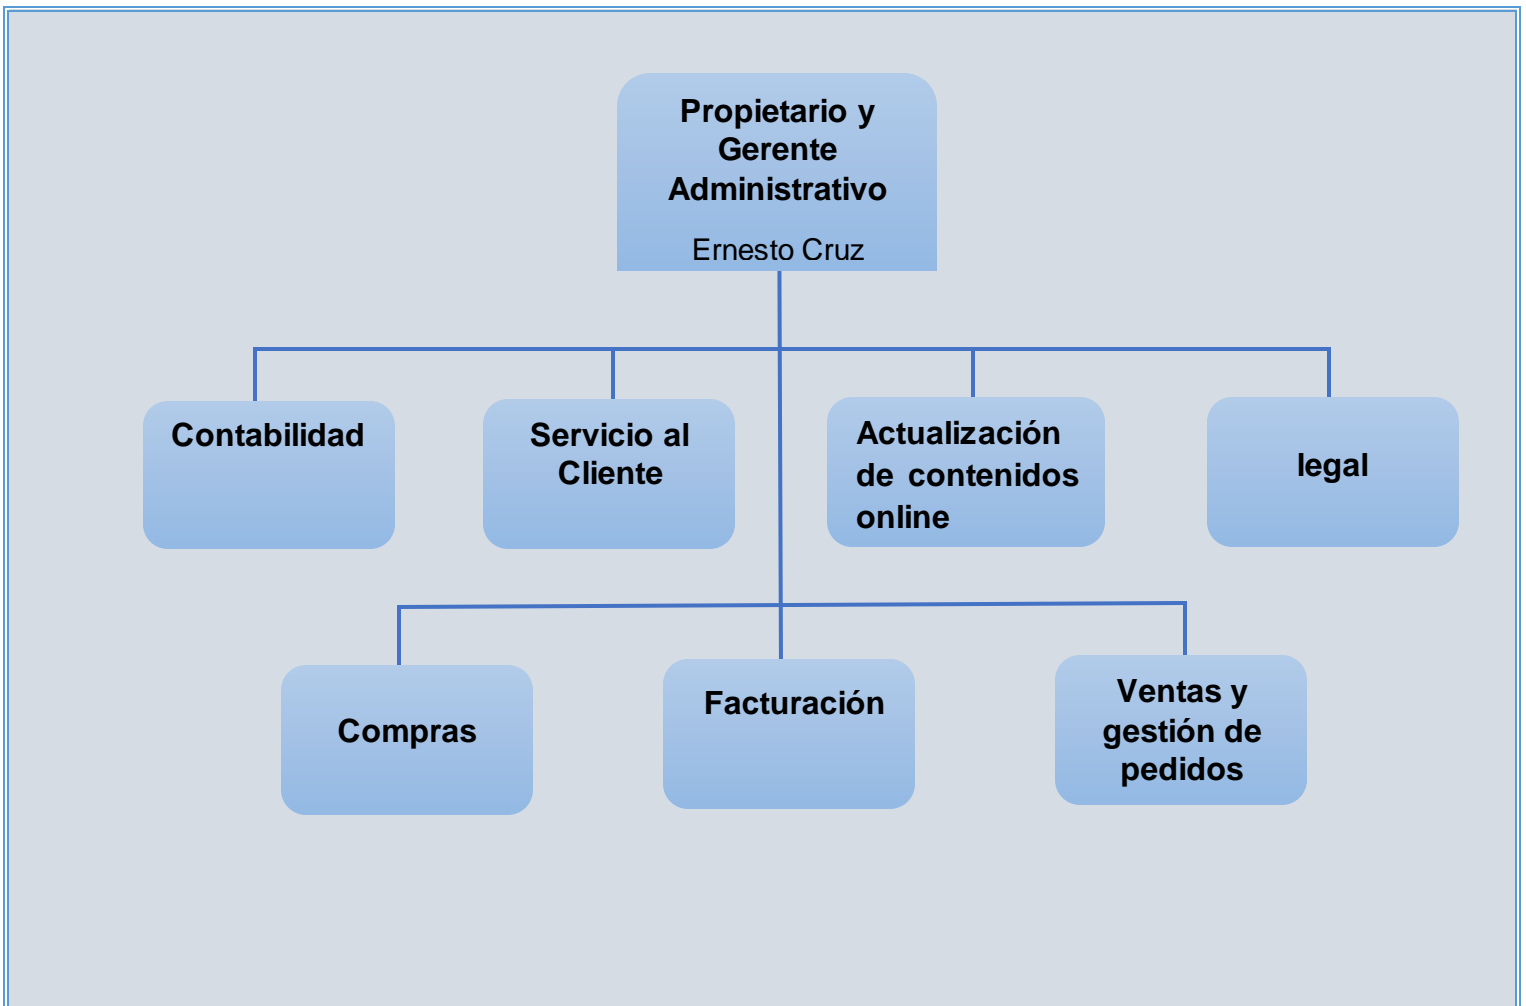 Propietario y
Gerente
Administrativo
Ernesto Cruz
Contabilidad
Servicio al
Cliente
Actualización
de contenidos
online
legal
Compras
Facturación
Ventas y
gestión de
pedidos